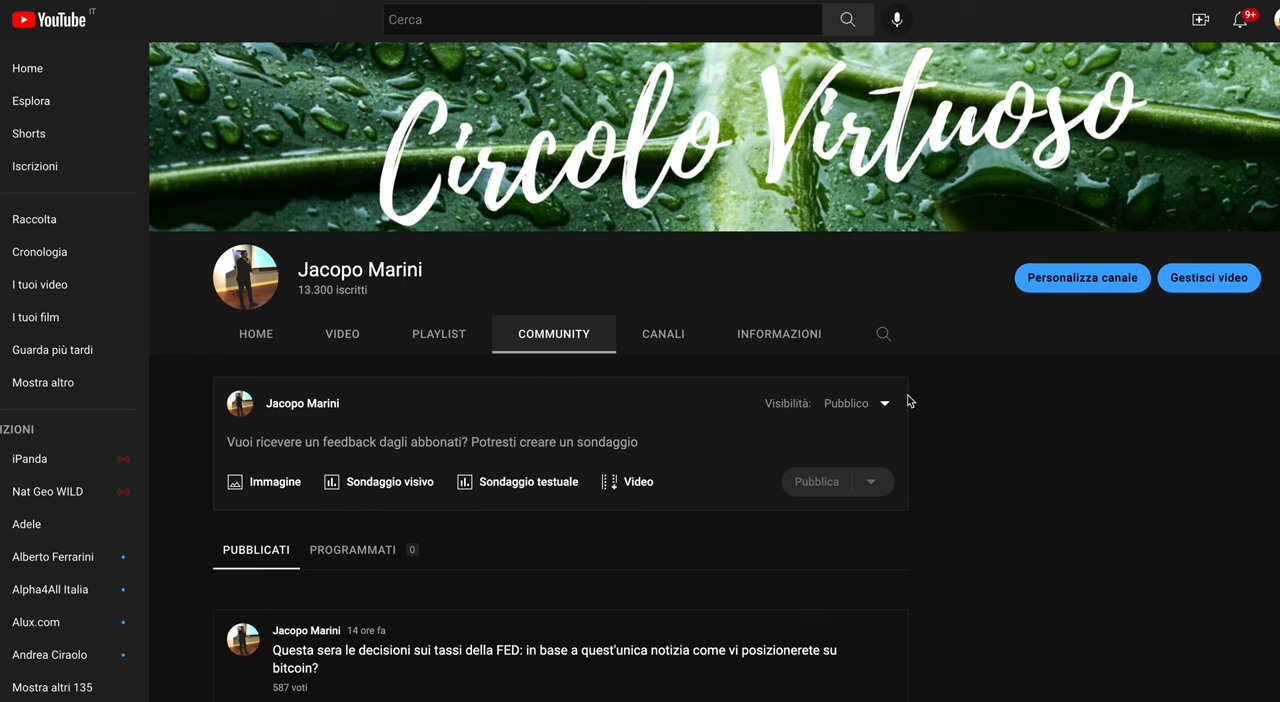 YouTube IT
Cerca
9+
Home
Esplora
Shorts
Iscrizioni
Raccolta
Cronologia
I tuoi video
I tuoi film
Guarda più tardi
Mostra altro
IZIONI
iPanda
Nat Geo WILD
Adele
Alberto Ferrarini
Alpha4All Italia
Alux.com
Andrea Ciraolo
Mostra altri 135
Circolo Virtuoso
Jacopo Marini
13.300 iscritti
Personalizza canale
Gestisci video
HOME VIDEO PLAYLIST COMMUNITY CANALI INFORMAZIONI
Jacopo Marini
Visibilità: Pubblico
Vuoi ricevere un feedback dagli abbonati? Potresti creare un sondaggio
Immagine Sondaggio visivo Sondaggio testuale Video
Pubblica
PUBBLICATI PROGRAMMATI 0
Jacopo Marini 14 ore fa
Questa sera le decisioni sui tassi della FED: in base a quest'unica notizia come vi posizionerete su
bitcoin?
587 voti